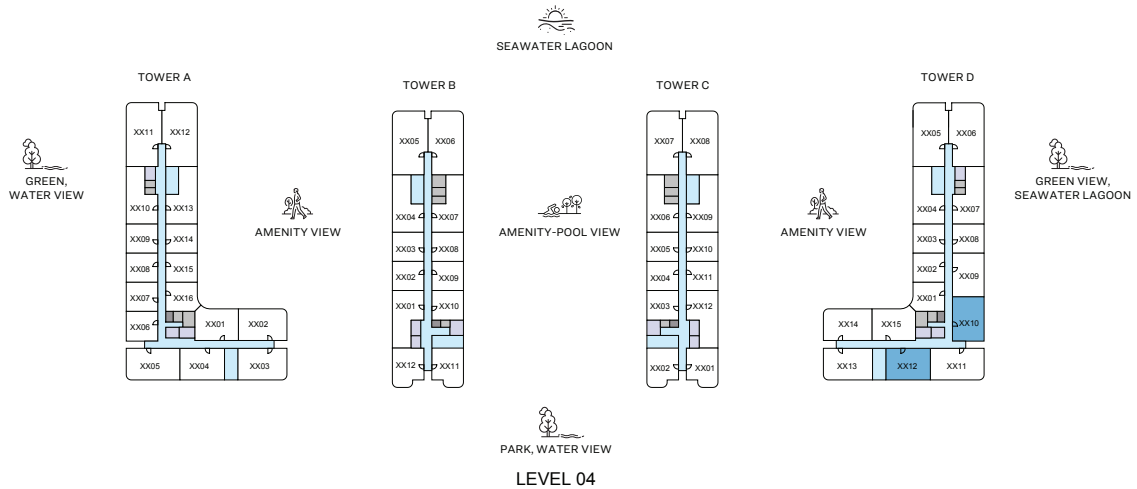 SEAWATER LAGOON
TOWER A
TOWER B
TOWER C
TOWER D
GREEN,
WATER VIEW
AMENITY VIEW
AMENITY-POOL VIEW
AMENITY VIEW
GREEN VIEW,
SEAWATER LAGOON
XX11 XX12
XX10 XX13
XX09 XX14
XX08 XX15
XX07 XX16
XX06 XX01 XX02
XX05 XX04 XX03
XX05 XX06
XX04 XX07
XX03 XX08
XX02 XX09
XX01 XX10
XX12 XX11
XX07 XX08
XX06 XX09
XX05 XX10
XX04 XX11
XX03 XX12
XX02 XX01
XX05 XX06
XX04 XX07
XX03 XX08
XX02 XX09
XX01
XX14 XX15 XX10
XX13 XX12 XX11
PARK, WATER VIEW
LEVEL 04